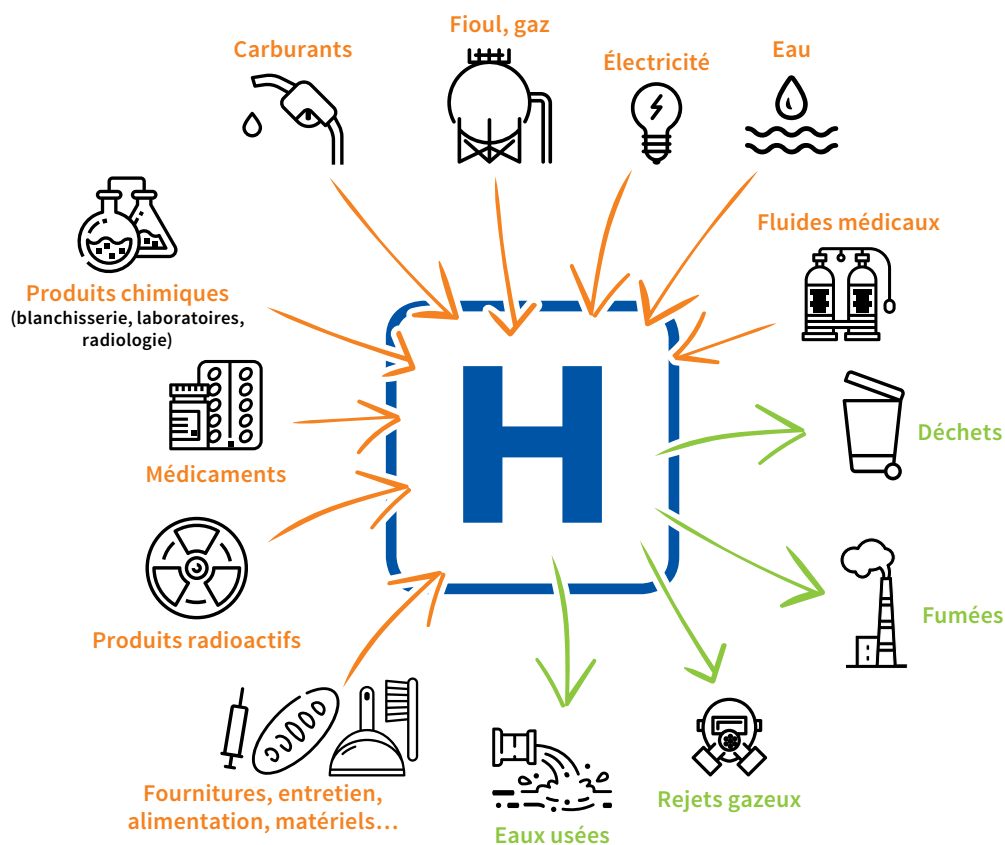 Fioul, gaz
Carburants
Électricité
Eau
Fluides médicaux
Produits chimiques
(blanchisserie, laboratoires,
radiologie)
H
Déchets
Médicaments
Fumées
Produits radioactifs
Fournitures, entretien,
alimentation, matériels...
Rejets gazeux
Eaux usées